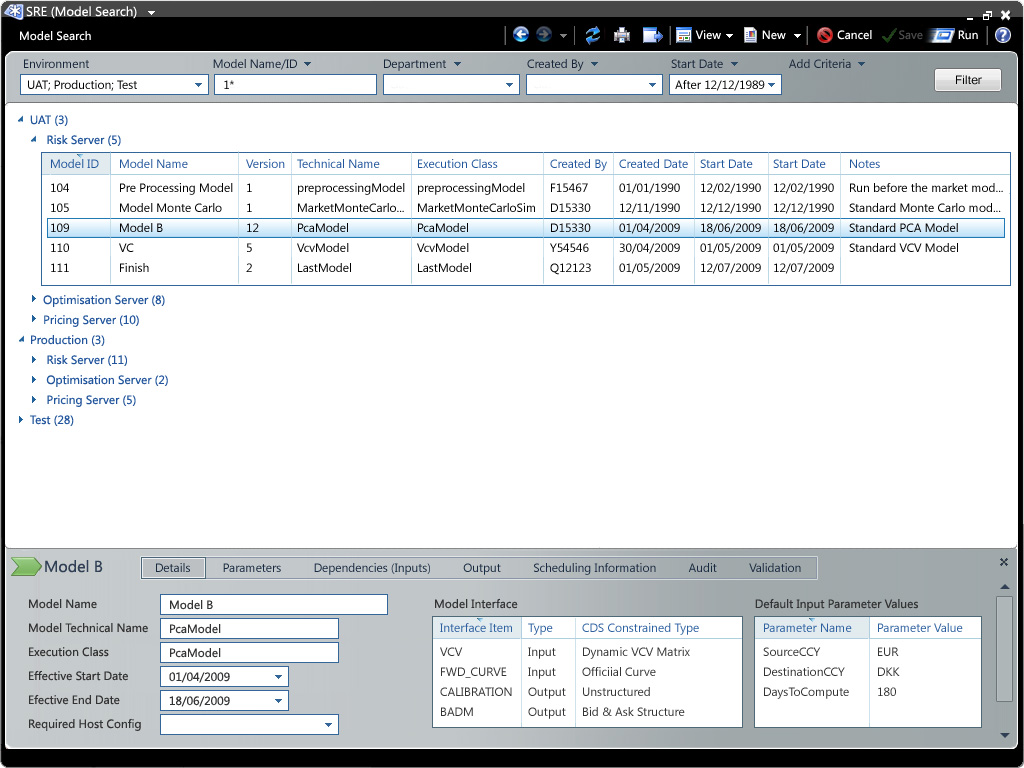 SRE (Model Search)
Model Search View New Cancel Save Run ?
Environment Model Name/ID Department Created By Start Date Add Criteria
UAT; Production; Test 1* After 12/12/1989 Filter
UAT (3)
Risk Server (5)
Model ID Model Name Version Technical Name Execution Class Created By Created Date Start Date Start Date Notes
104 Pre Processing Model 1 preprocessingModel preprocessingModel F15467 01/01/1990 12/02/1990 12/02/1990 Run before the market mod...
105 Model Monte Carlo 1 MarketMonteCarlo... MarketMonteCarloSim D15330 12/11/1990 12/12/1990 12/12/1990 Standard Monte Carlo mod...
109 Model B 12 PcaModel PcaModel D15330 01/04/2009 18/06/2009 18/06/2009 Standard PCA Model
110 VC 5 VcvModel VcvModel Y54546 30/04/2009 01/05/2009 01/05/2009 Standard VCV Model
111 Finish 2 LastModel LastModel Q12123 01/05/2009 12/07/2009 12/07/2009
Optimisation Server (8)
Pricing Server (10)
Production (3)
Risk Server (11)
Optimisation Server (2)
Pricing Server (5)
Test (28)
Model B Details Parameters Dependencies (Inputs) Output Scheduling Information Audit Validation
Model Name Model B
Model Technical Name PcaModel
Execution Class PcaModel
Effective Start Date 01/04/2009
Efective End Date 18/06/2009
Required Host Config
Model Interface
Interface Item Type CDS Constrained Type
VCV Input Dynamic VCV Matrix
FWD_CURVE Input Officiial Curve
CALIBRATION Output Unstructured
BADM Output Bid & Ask Structure
Default Input Parameter Values
Parameter Name Parameter Value
SourceCCY EUR
DestinationCCY DKK
DaysToCompute 180